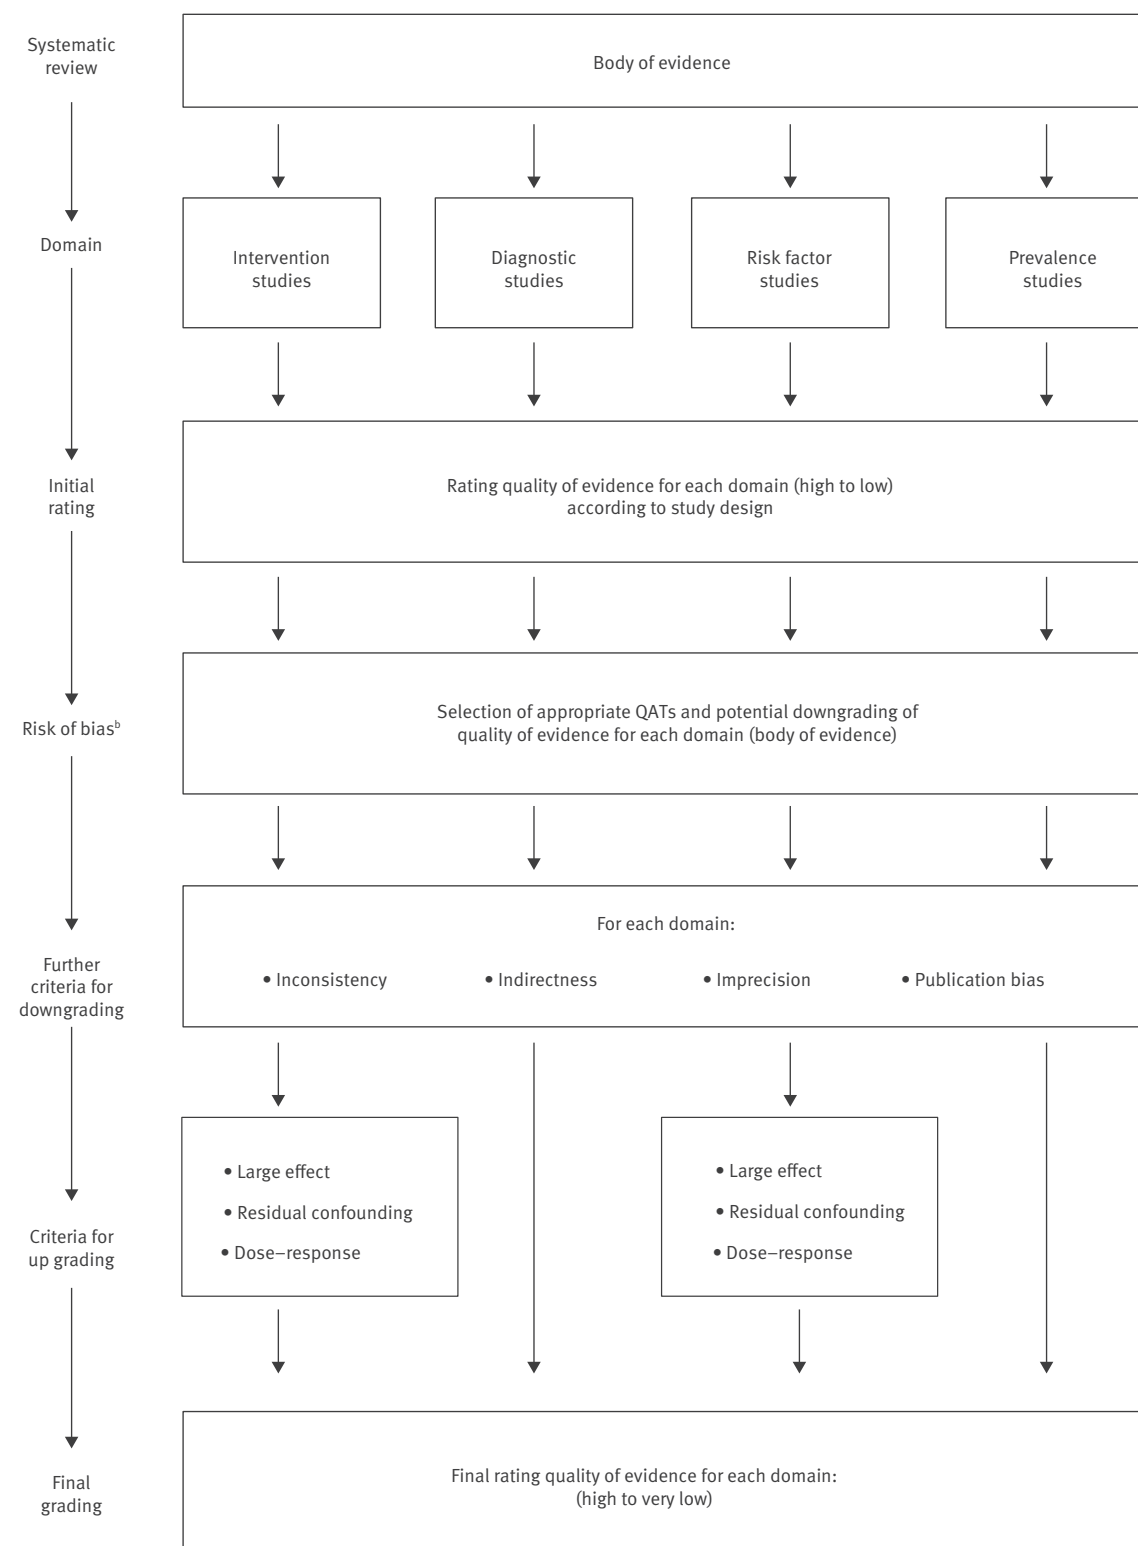 Systematic
review
Body of evidence
Domain
Intervention
studies
Diagnostic
studies
Risk factor
studies
Prevalence
studies
Initial
rating
Rating quality of evidence for each domain (high to low)
according to study design
Risk of biasᵇ
Selection of appropriate QATs and potential downgrading of
quality of evidence for each domain (body of evidence)
Further
criteria for
downgrading
For each domain:
• Inconsistency
• Indirectness
• Imprecision
• Publication bias
Criteria for
up grading
• Large effect
• Residual confounding
• Dose–response
• Large effect
• Residual confounding
• Dose–response
Final
grading
Final rating quality of evidence for each domain:
(high to very low)